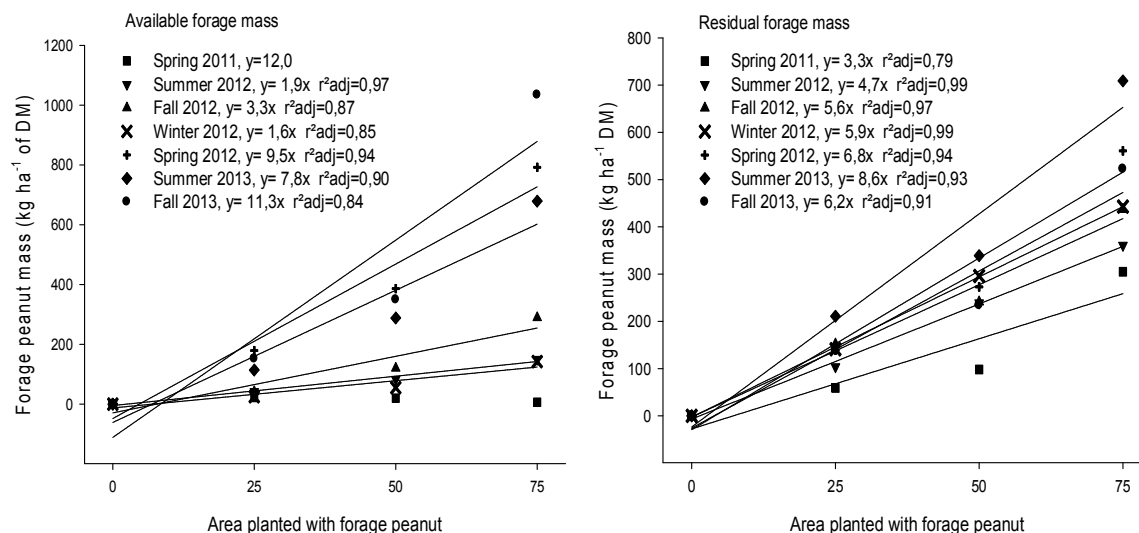 Available forage mass
Forage peanut mass (kg ha-1 of DM)
1200
1000
800
600
400
200
0
Spring 2011, y=12,0
Summer 2012, y= 1,9x r²adj=0,97
Fall 2012, y= 3,3x r²adj=0,87
Winter 2012, y= 1,6x r²adj=0,85
Spring 2012, y= 9,5x r²adj=0,94
Summer 2013, y= 7,8x r²adj=0,90
Fall 2013, y= 11,3x r²adj=0,84
0 25 50 75
Area planted with forage peanut
Residual forage mass
Forage peanut mass (kg ha-1 DM)
800
700
600
500
400
300
200
100
0
Spring 2011, y= 3,3x r²adj=0,79
Summer 2012, y= 4,7x r²adj=0,99
Fall 2012, y= 5,6x r²adj=0,97
Winter 2012, y= 5,9x r²adj=0,99
Spring 2012, y= 6,8x r²adj=0,94
Summer 2013, y= 8,6x r²adj=0,93
Fall 2013, y= 6,2x r²adj=0,91
0 25 50 75
Area planted with forage peanut